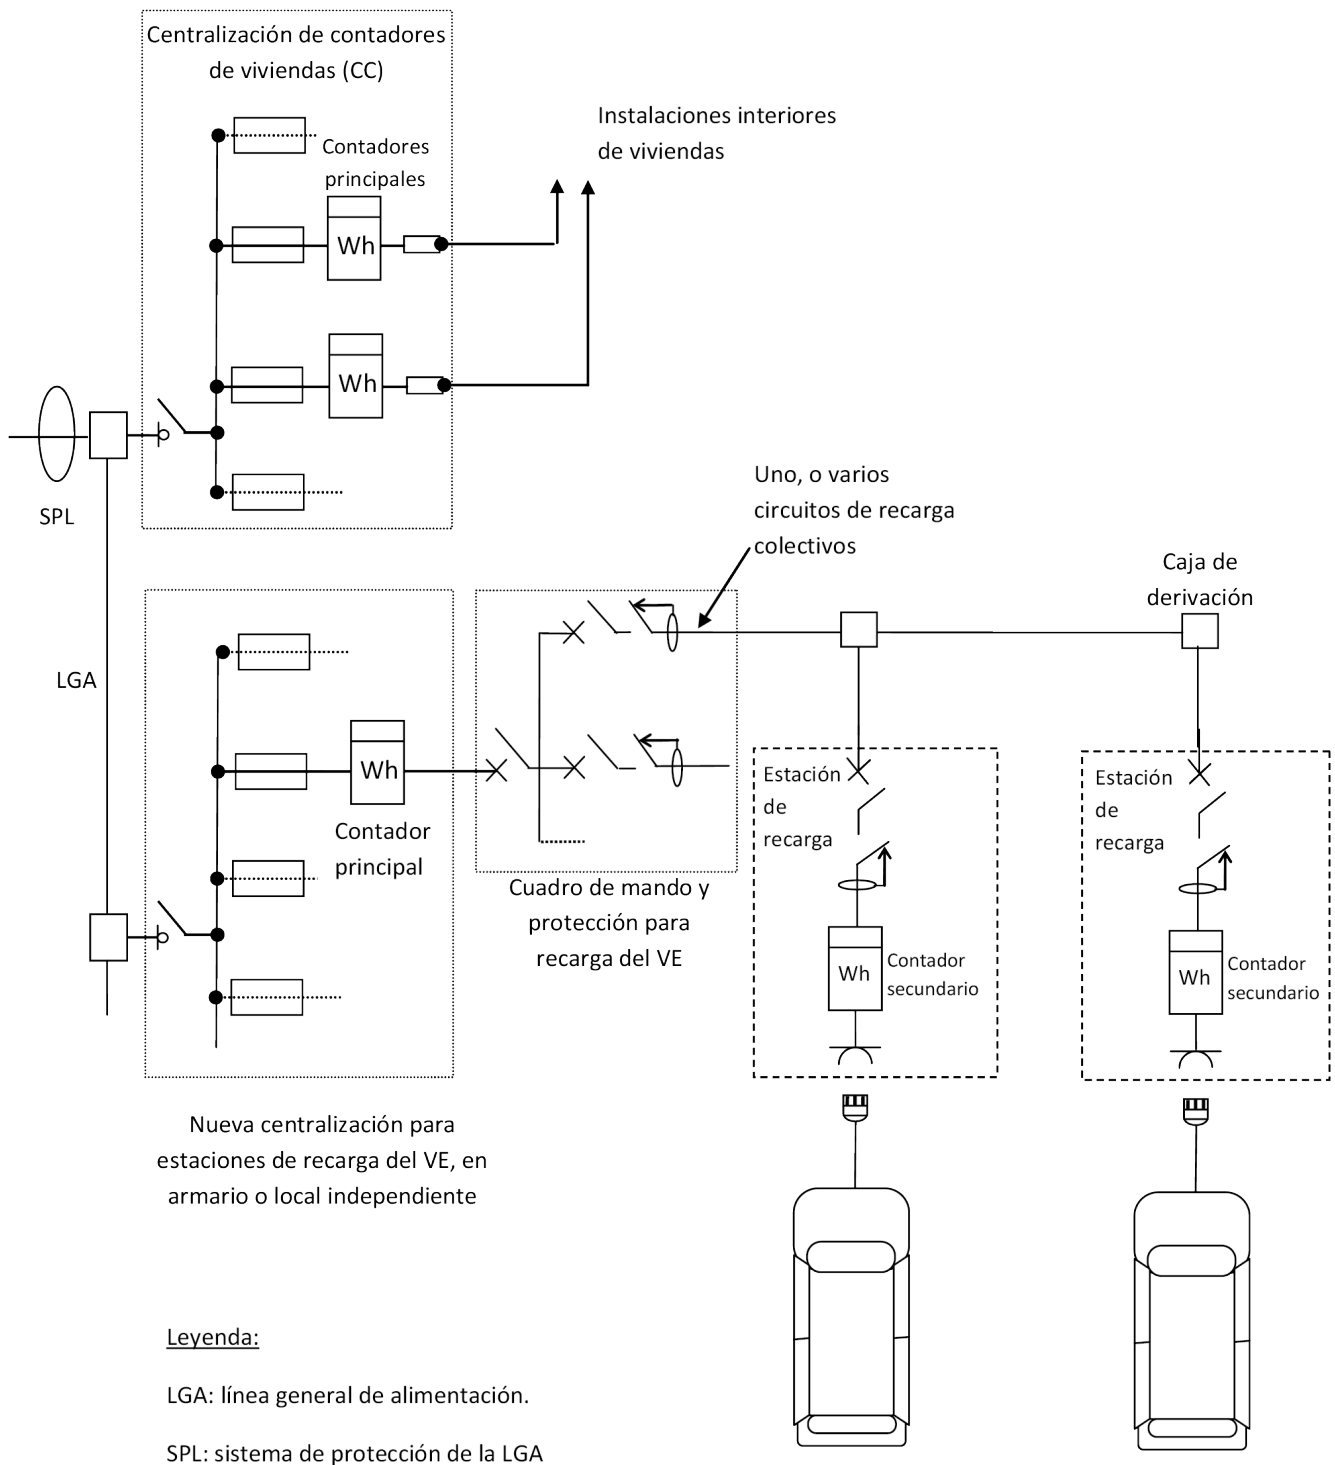 Centralización de contadores
de viviendas (CC)
Contadores
principales
Wh
Wh
Instalaciones interiores
de viviendas
SPL
LGA
Uno, o varios
circuitos de recarga
colectivos
Caja de
derivación
Wh
Contador
principal
Cuadro de mando y
protección para
recarga del VE
Estación
de
recarga
Wh
Contador
secundario
Estación
de
recarga
Wh
Contador
secundario
Nueva centralización para
estaciones de recarga del VE, en
armario o local independiente
Leyenda:
LGA: línea general de alimentación.
SPL: sistema de protección de la LGA